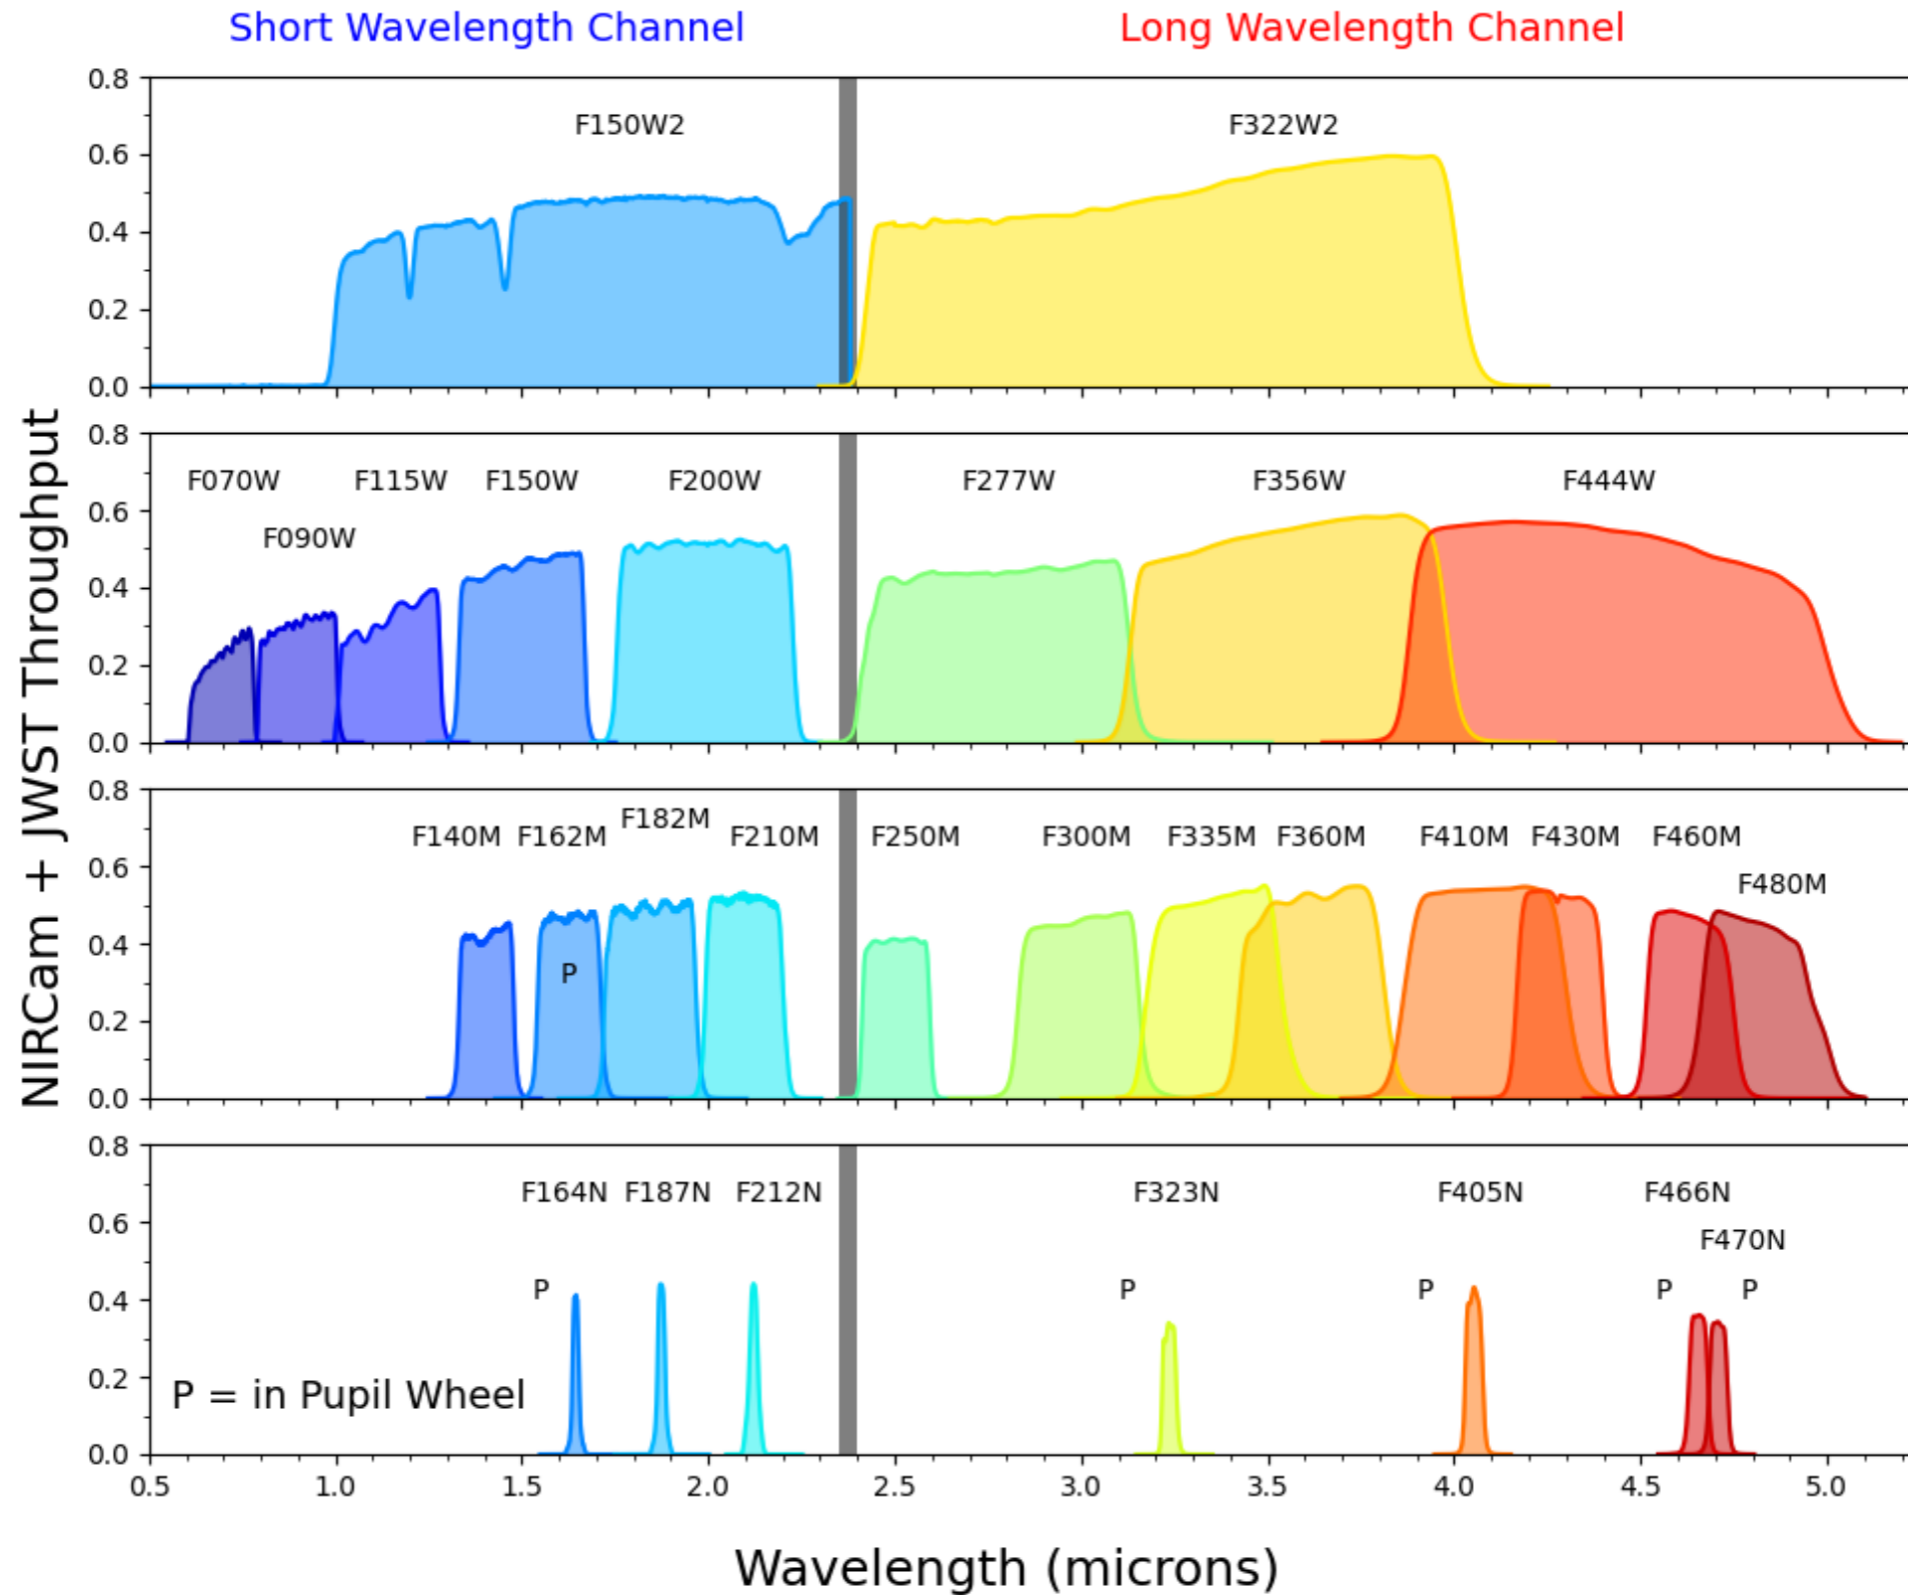 Short Wavelength Channel Long Wavelength Channel
0.8
F150W2 F322W2
0.6
0.4
0.2
0.0
NIRCam + JWST Throughput
0.8
F070W F115W F150W F200W F277W F356W F444W
0.6
F090W
0.4
0.2
0.0
0.8
F182M
F140M F162M F210M F250M F300M F335M F360M F410M F430M F460M
F480M
0.6
0.4
P
0.2
0.0
0.8
F164N F187N F212N F323N F405N F466N
0.6
F470N
P P P P P
0.4
0.2
P = in Pupil Wheel
0.0
0.5 1.0 1.5 2.0 2.5 3.0 3.5 4.0 4.5 5.0
Wavelength (microns)